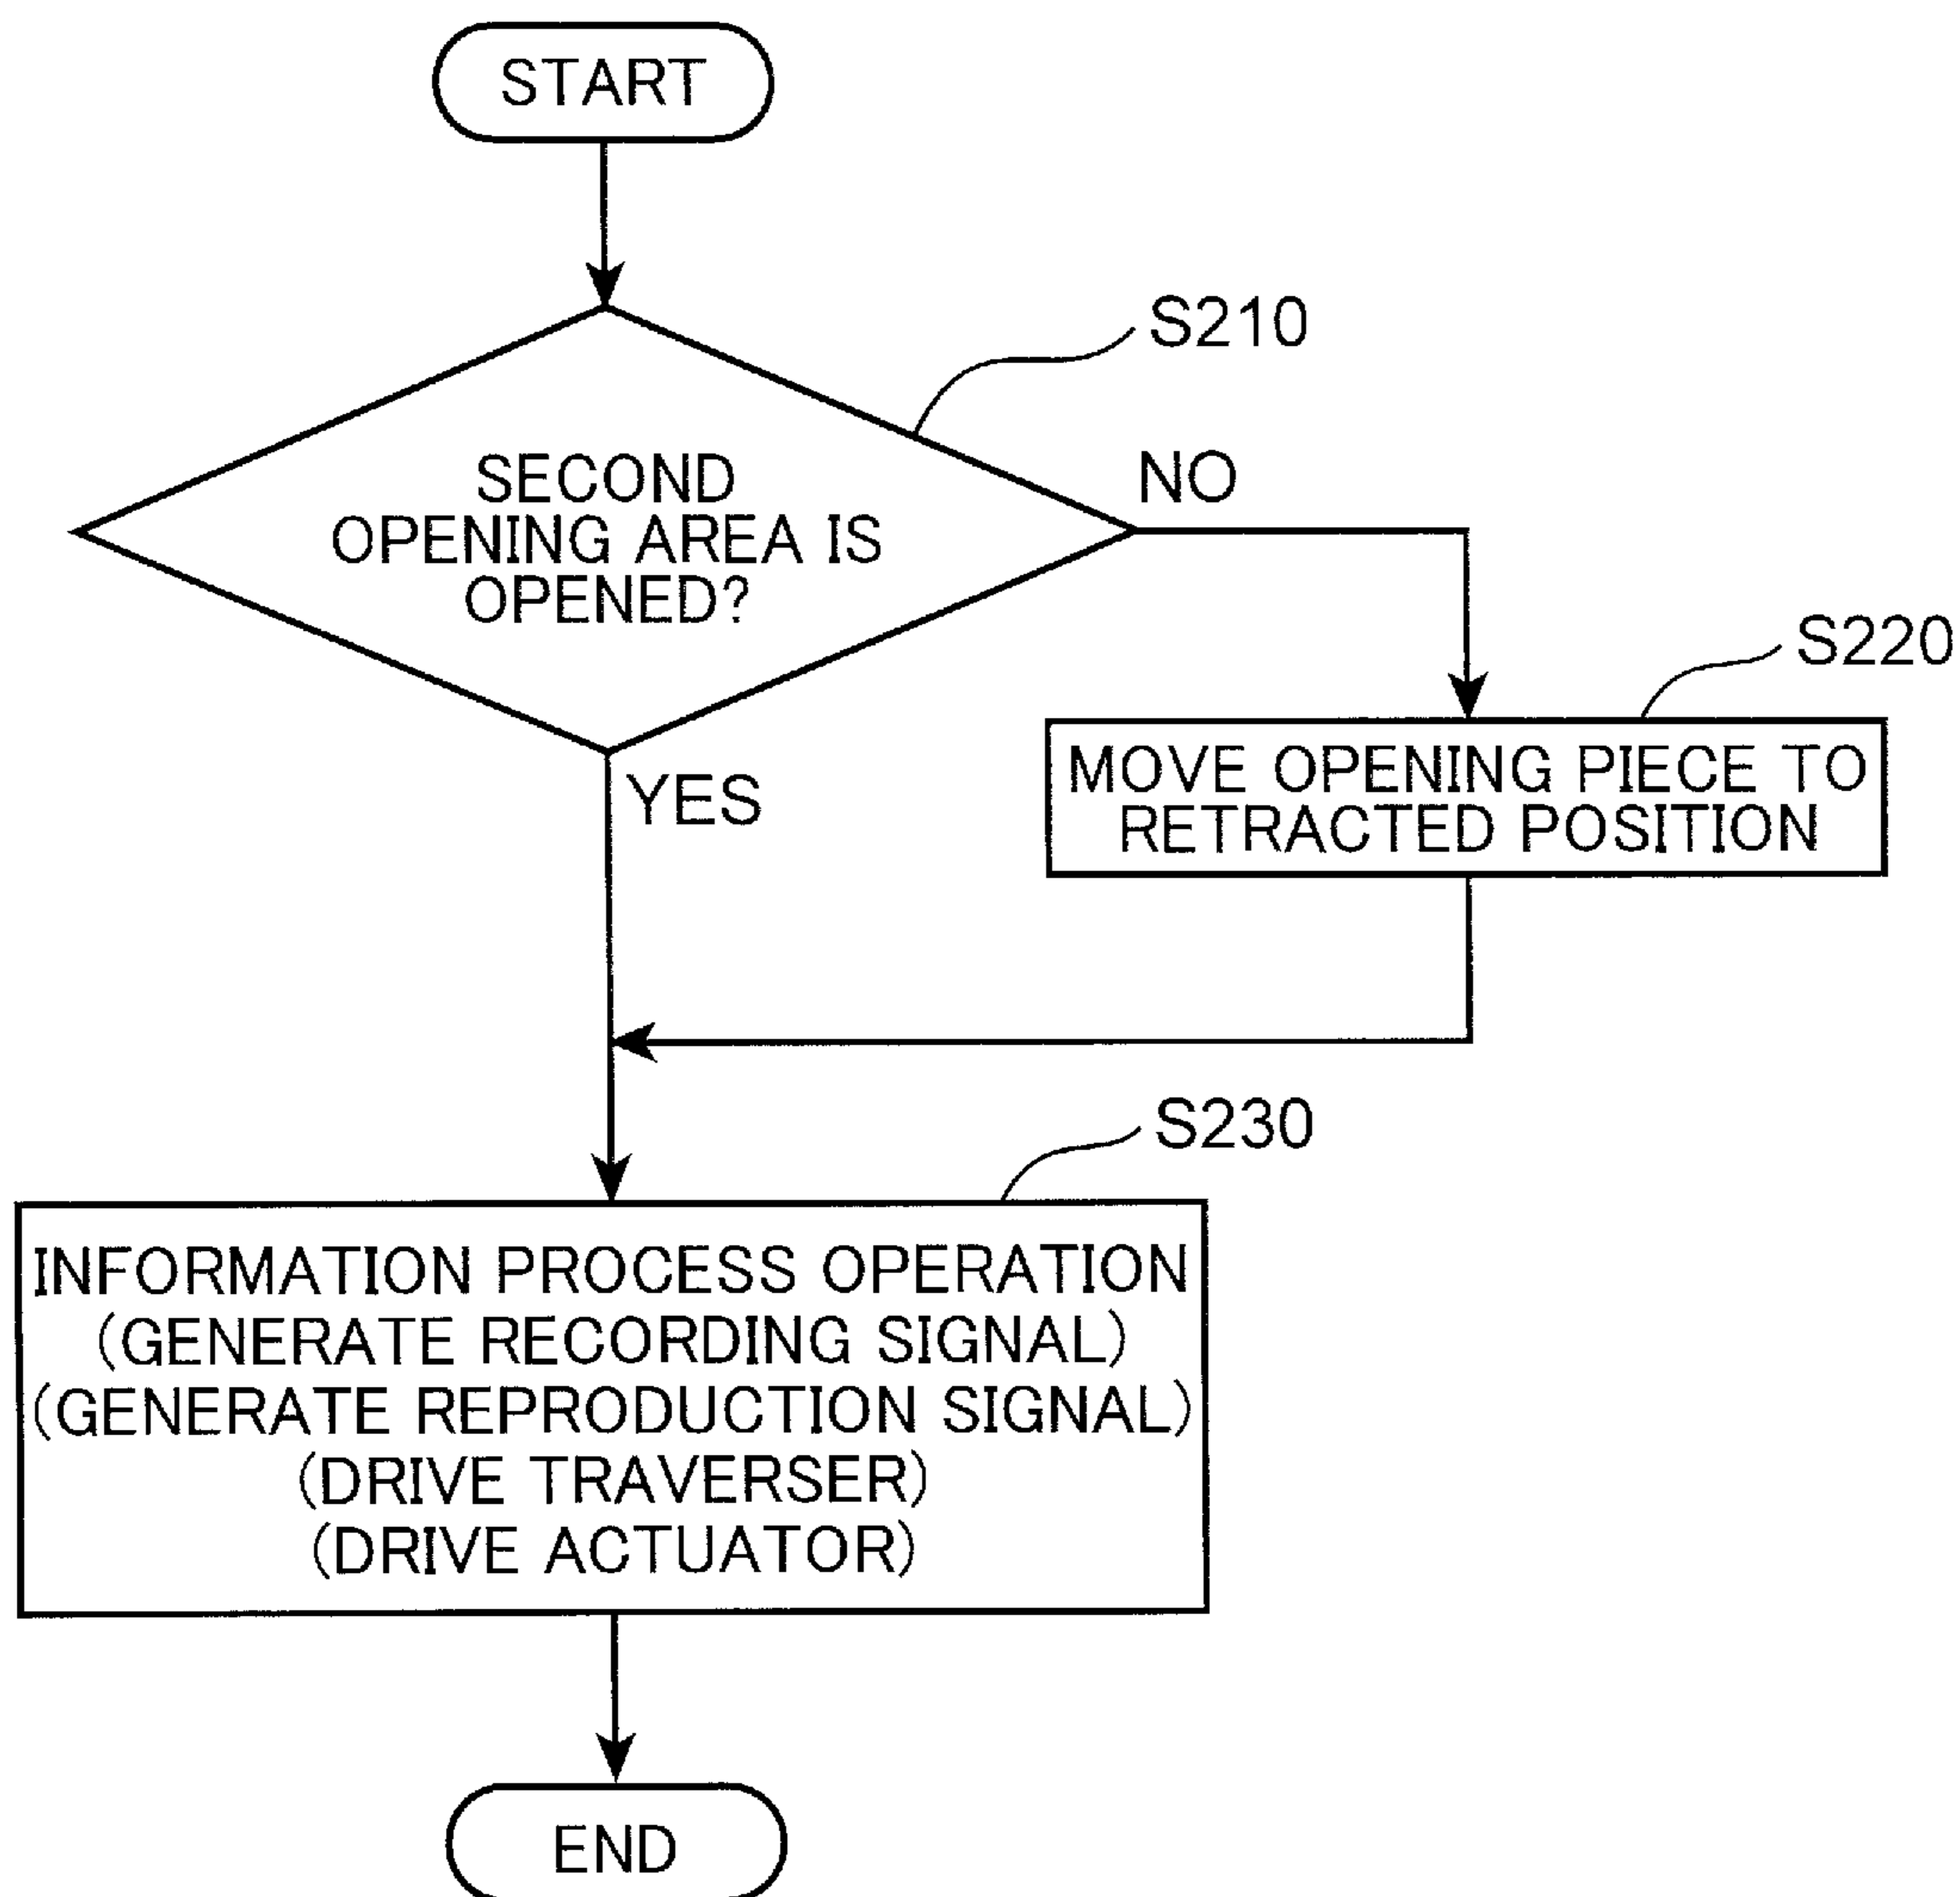 START
S210
SECOND
OPENING AREA IS
OPENED?
NO
YES
S220
MOVE OPENING PIECE TO
RETRACTED POSITION
S230
INFORMATION PROCESS OPERATION
(GENERATE RECORDING SIGNAL)
(GENERATE REPRODUCTION SIGNAL)
(DRIVE TRAVERSER)
(DRIVE ACTUATOR)
END